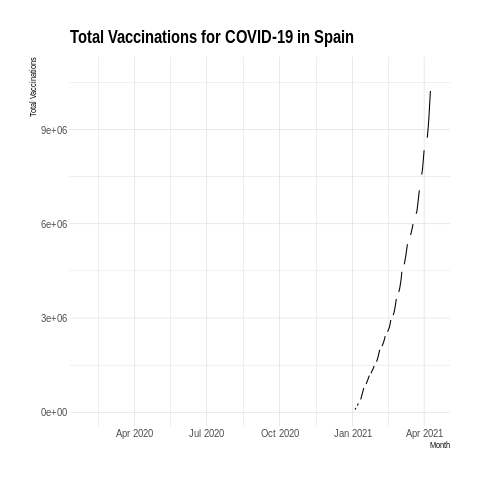 Total Vaccinations for COVID-19 in Spain
Total Vaccinations
9e+06
6e+06
3e+06
0e+00
Apr 2020 Jul 2020 Oct 2020 Jan 2021 Apr 2021
Month